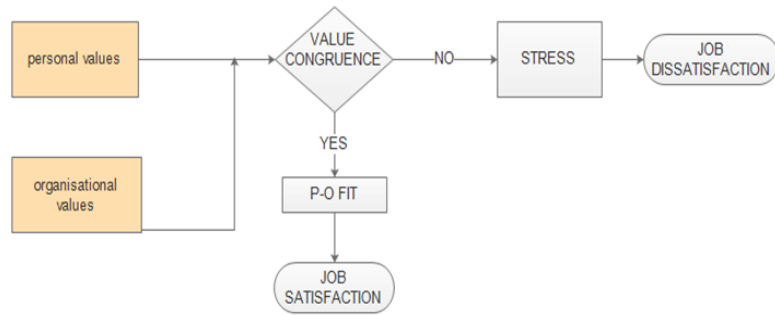 personal values
VALUE
CONGRUENCE
NO
STRESS
JOB
DISSATISFACTION
YES
organisational
values
P-O FIT
JOB
SATISFACTION